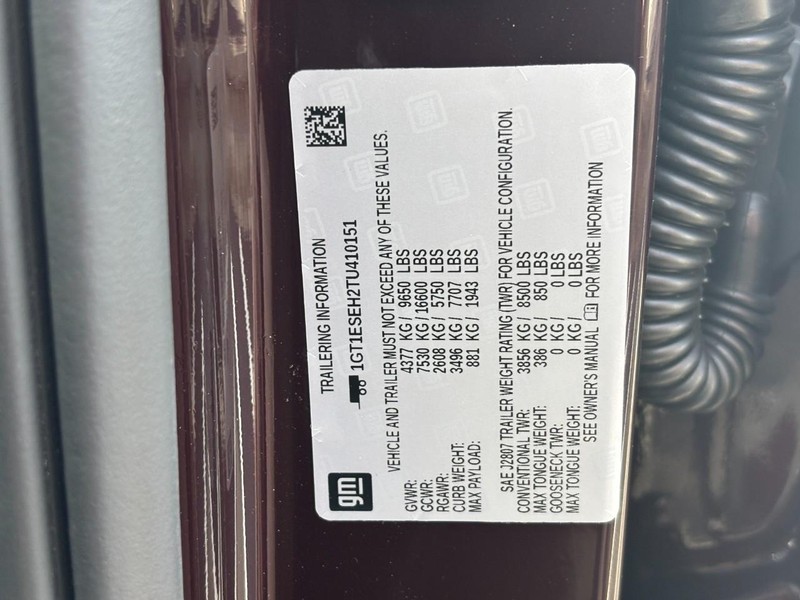 gm
TRAILERING INFORMATION
1GT1ESEH2TU410151
VEHICLE AND TRAILER MUST NOT EXCEED ANY OF THESE VALUES.
GVWR: 4377 KG / 9650 LBS
GCWR: 7530 KG / 16600 LBS
RGAWR: 2608 KG / 5750 LBS
CURB WEIGHT: 3496 KG / 7707 LBS
MAX PAYLOAD: 881 KG / 1943 LBS
SAE J2807 TRAILER WEIGHT RATING (TWR) FOR VEHICLE CONFIGURATION.
CONVENTIONAL TWR: 3856 KG / 8500 LBS
MAX TONGUE WEIGHT: 386 KG / 850 LBS
GOOSENECK TWR: 0 KG / 0 LBS
MAX TONGUE WEIGHT: 0 KG / 0 LBS
SEE OWNER'S MANUAL FOR MORE INFORMATION